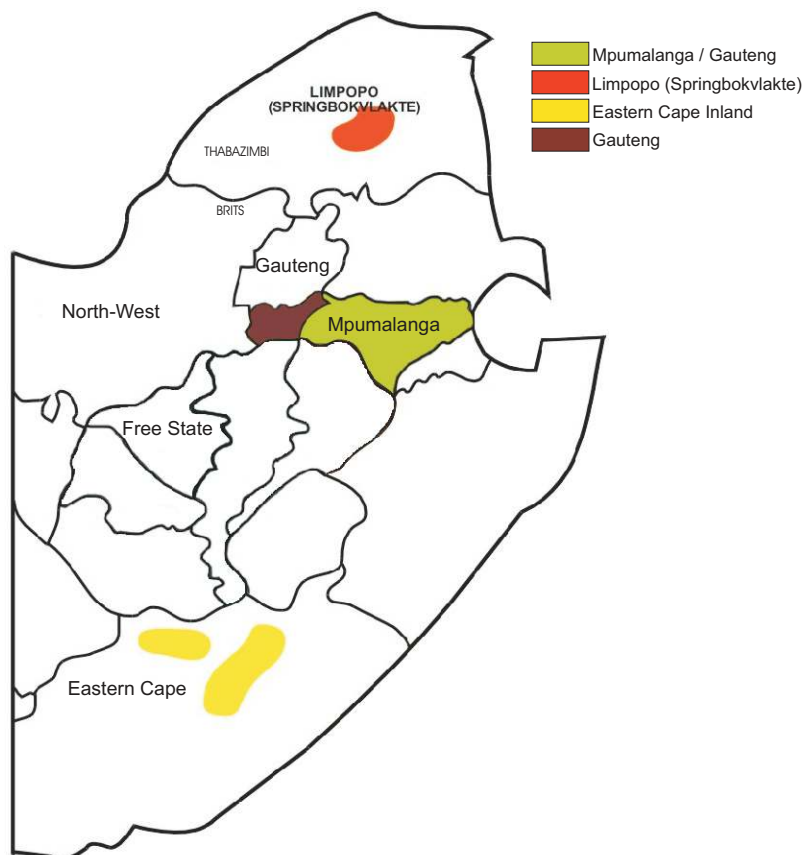 Mpumalanga / Gauteng
Limpopo (Springbokvlakte)
Eastern Cape Inland
Gauteng
LIMPOPO
(SPRINGBOKVLAKTE)
THABAZIMBI
BRITS
Gauteng
North-West
Mpumalanga
Free State
Eastern Cape